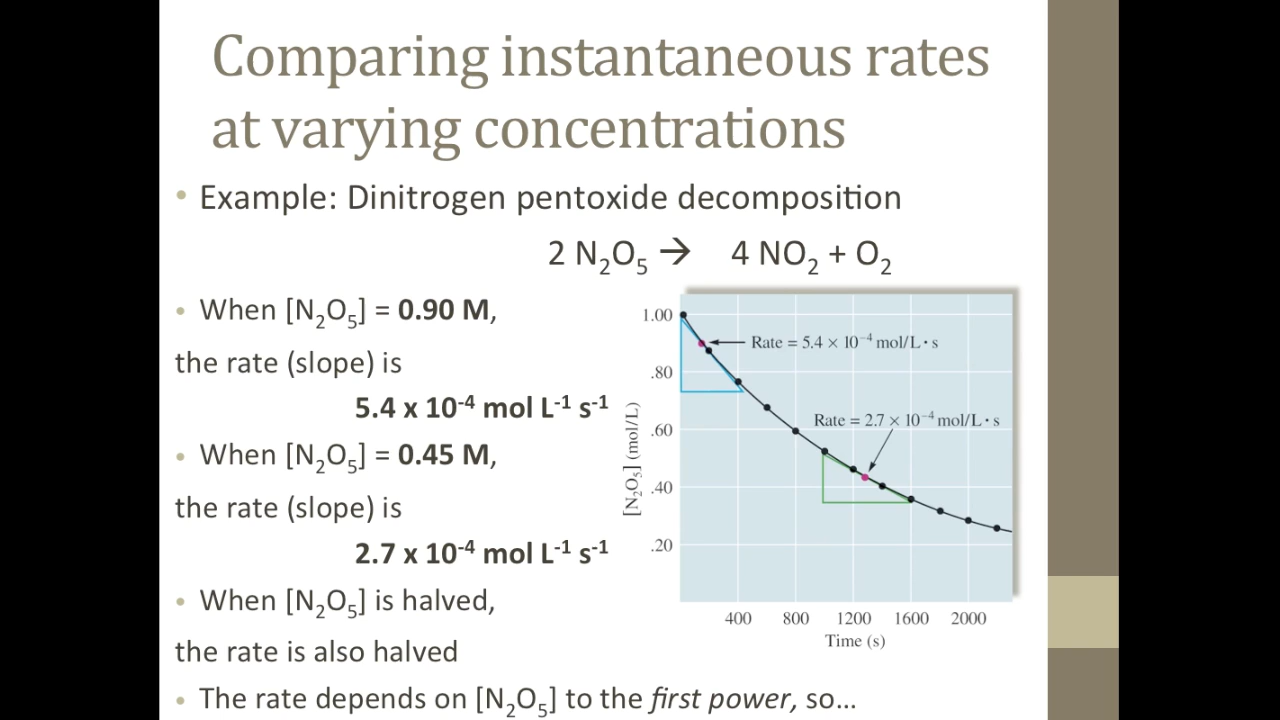 Comparing instantaneous rates
at varying concentrations
• Example: Dinitrogen pentoxide decomposition
2 N₂O₅ → 4 NO₂ + O₂
• When [N₂O₅] = 0.90 M,
the rate (slope) is
5.4 x 10⁻⁴ mol L⁻¹ s⁻¹
• When [N₂O₅] = 0.45 M,
the rate (slope) is
2.7 x 10⁻⁴ mol L⁻¹ s⁻¹
• When [N₂O₅] is halved,
the rate is also halved
• The rate depends on [N₂O₅] to the first power, so…
[N₂O₅] (mol/L)
1.00
.80
.60
.40
.20
Rate = 5.4 × 10⁻⁴ mol/L · s
Rate = 2.7 × 10⁻⁴ mol/L · s
400 800 1200 1600 2000
Time (s)